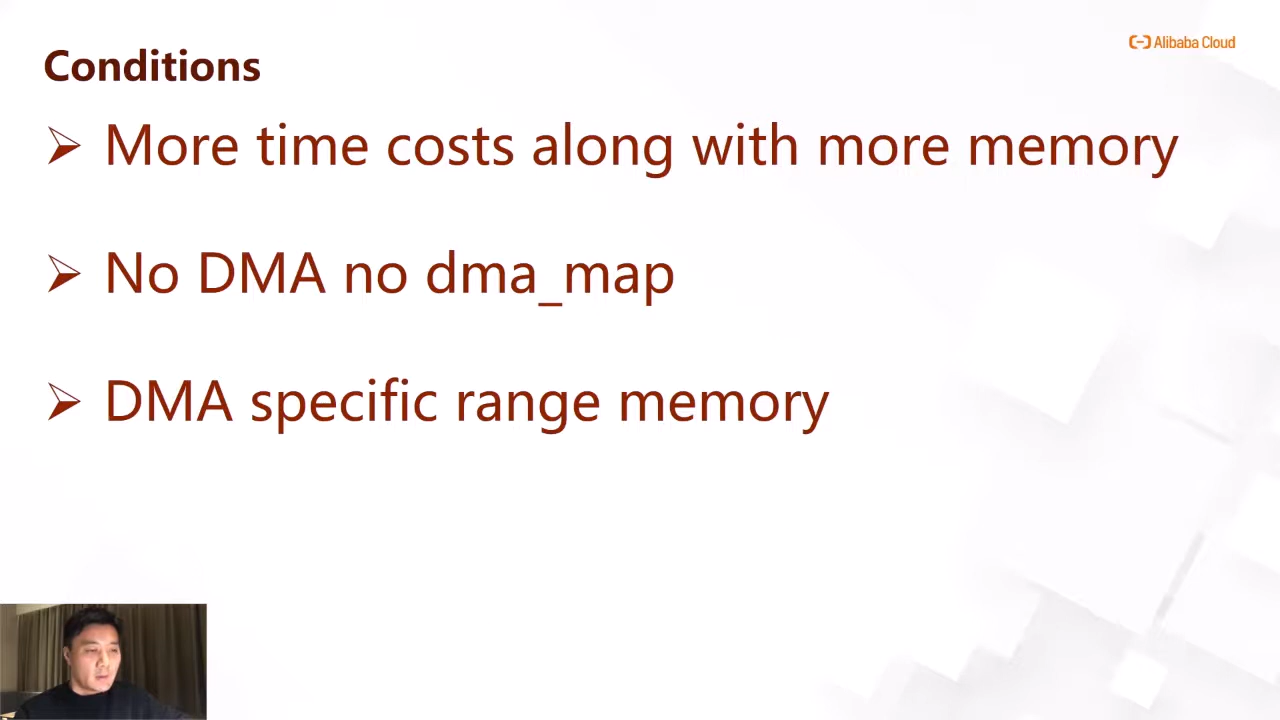 Alibaba Cloud
Conditions
➢ More time costs along with more memory
➢ No DMA no dma_map
➢ DMA specific range memory